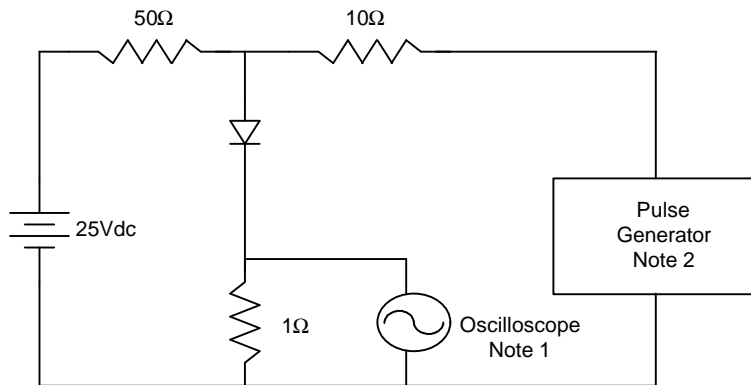 50Ω
10Ω
25Vdc
Pulse
Generator
Note 2
1Ω
Oscilloscope
Note 1